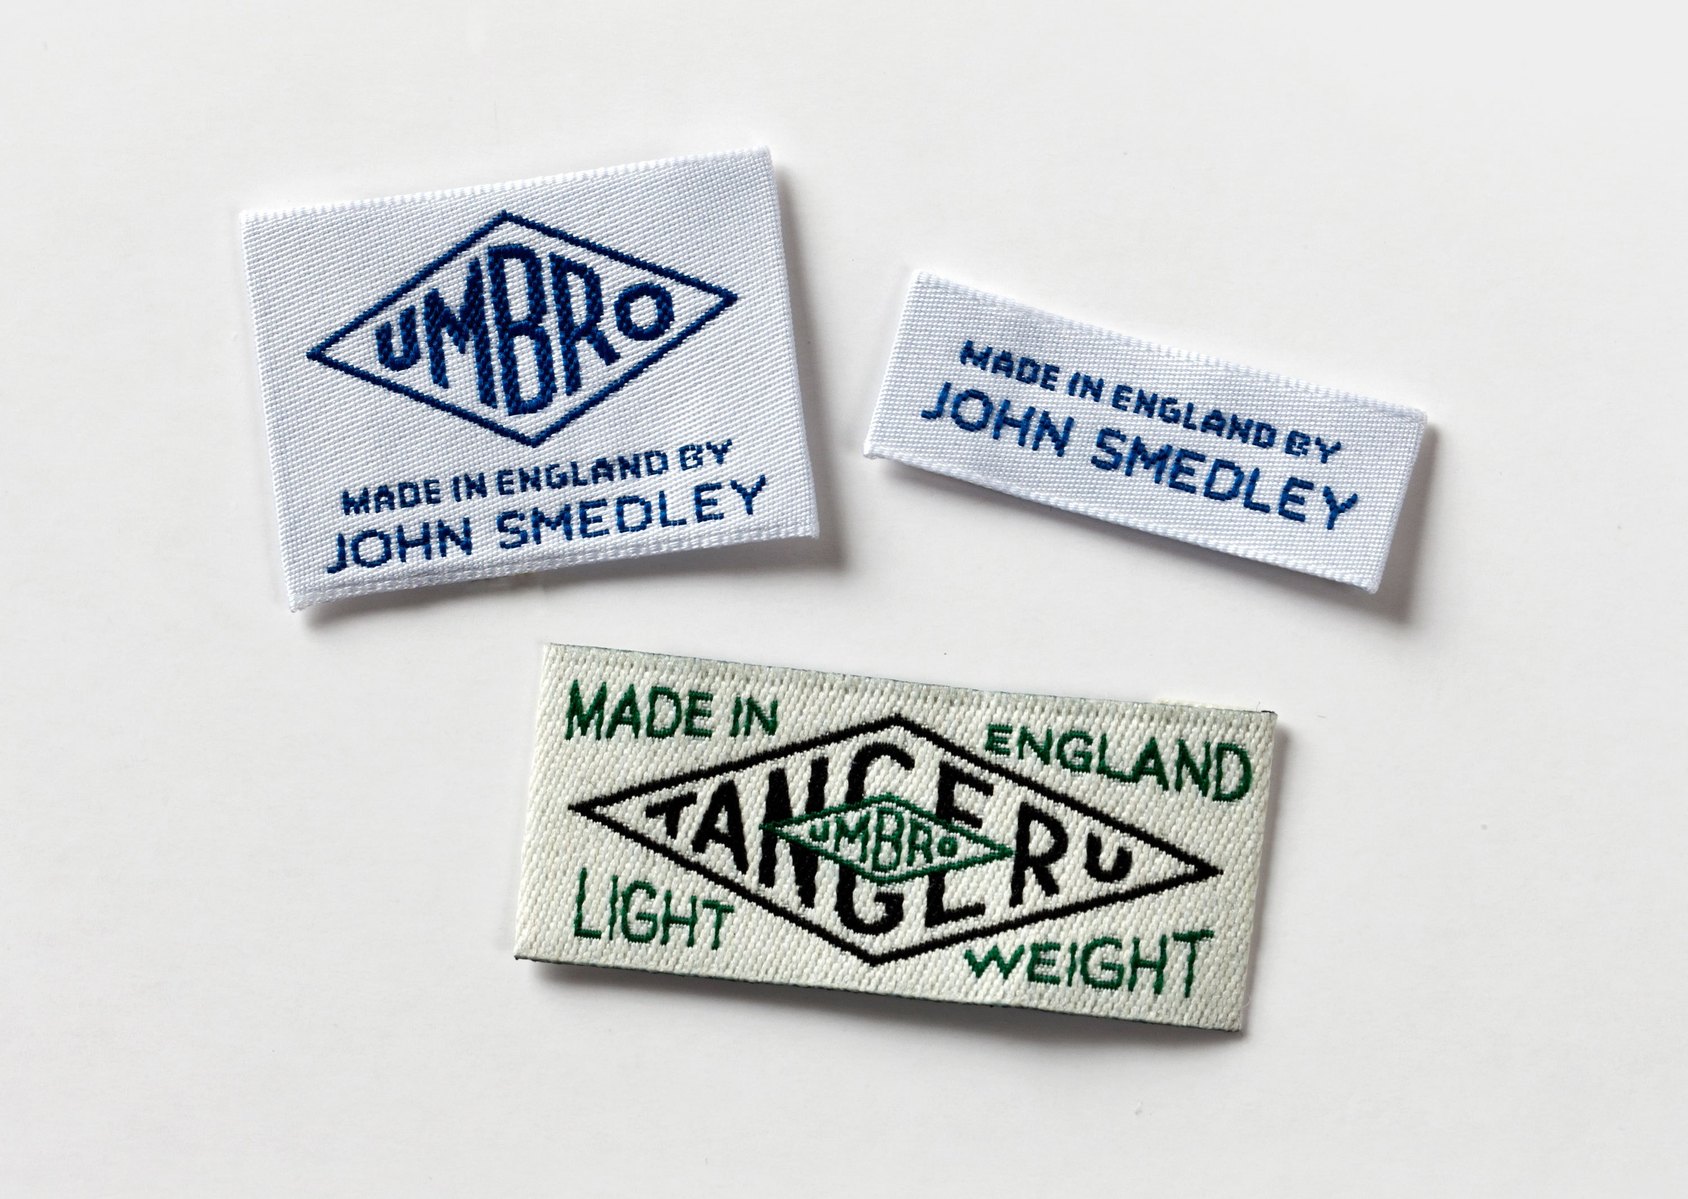 UMBRO
MADE IN ENGLAND BY
JOHN SMEDLEY
MADE IN ENGLAND BY
JOHN SMEDLEY
MADE IN ENGLAND
TANGERU
UMBRO
LIGHT WEIGHT